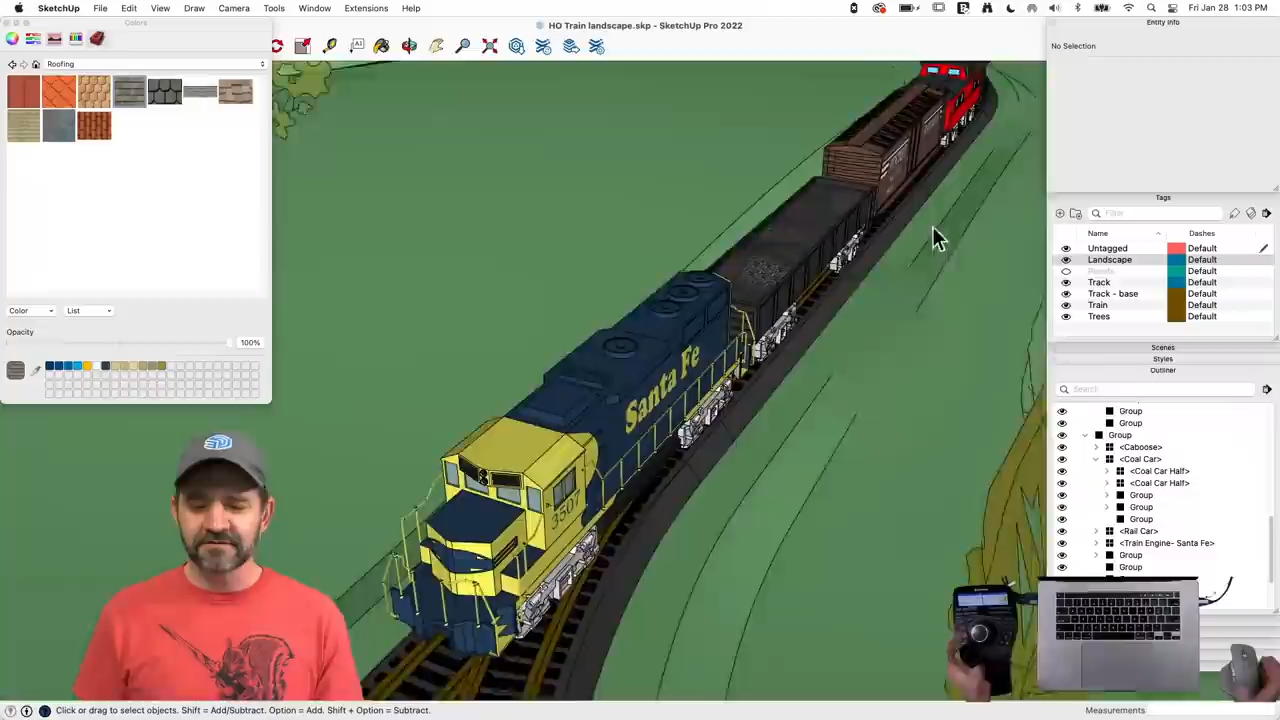 SketchUp File Edit View Draw Camera Tools Window Extensions Help Fri Jan 28 1:03 PM
Colors
HO Train landscape.skp - SketchUp Pro 2022
Entity Info
No Selection
Roofing
Color List
Opacity
100%
Tags
Filter
Name Dashes
Untagged Default
Landscape Default
Default
Track Default
Track - base Default
Train Default
Trees Default
Scenes
Styles
Outliner
Search
Group
Group
Group
<Caboose>
<Coal Car>
<Coal Car Half>
<Coal Car Half>
Group
Group
Group
<Rail Car>
<Train Engine- Santa Fe>
Group
Group
Santa Fe
3507
Click or drag to select objects. Shift = Add/Subtract. Option = Add. Shift + Option = Subtract.
Measurements